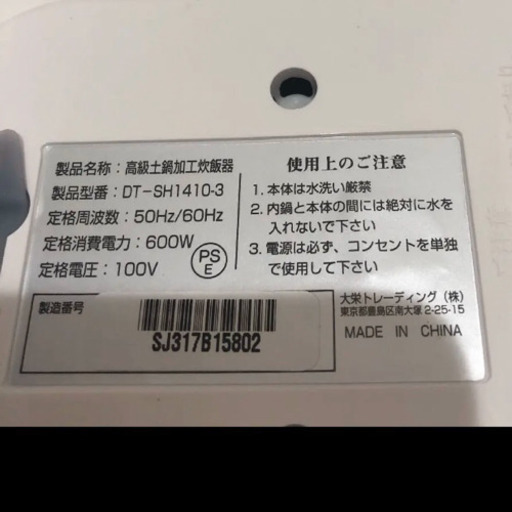 製品名称：高級土鍋加工炊飯器
製品型番：DT-SH1410-3
定格周波数：50Hz/60Hz
定格消費電力：600W
定格電圧：100V
PS
E
使用上のご注意
1. 本体は水洗い厳禁
2. 内鍋と本体の間には絶対に水を
入れないで下さい
3. 電源は必ず、コンセントを単独
で使用して下さい
製造番号
SJ317B15802
大栄トレーディング（株）
東京都豊島区南大塚 2-25-15
MADE IN CHINA